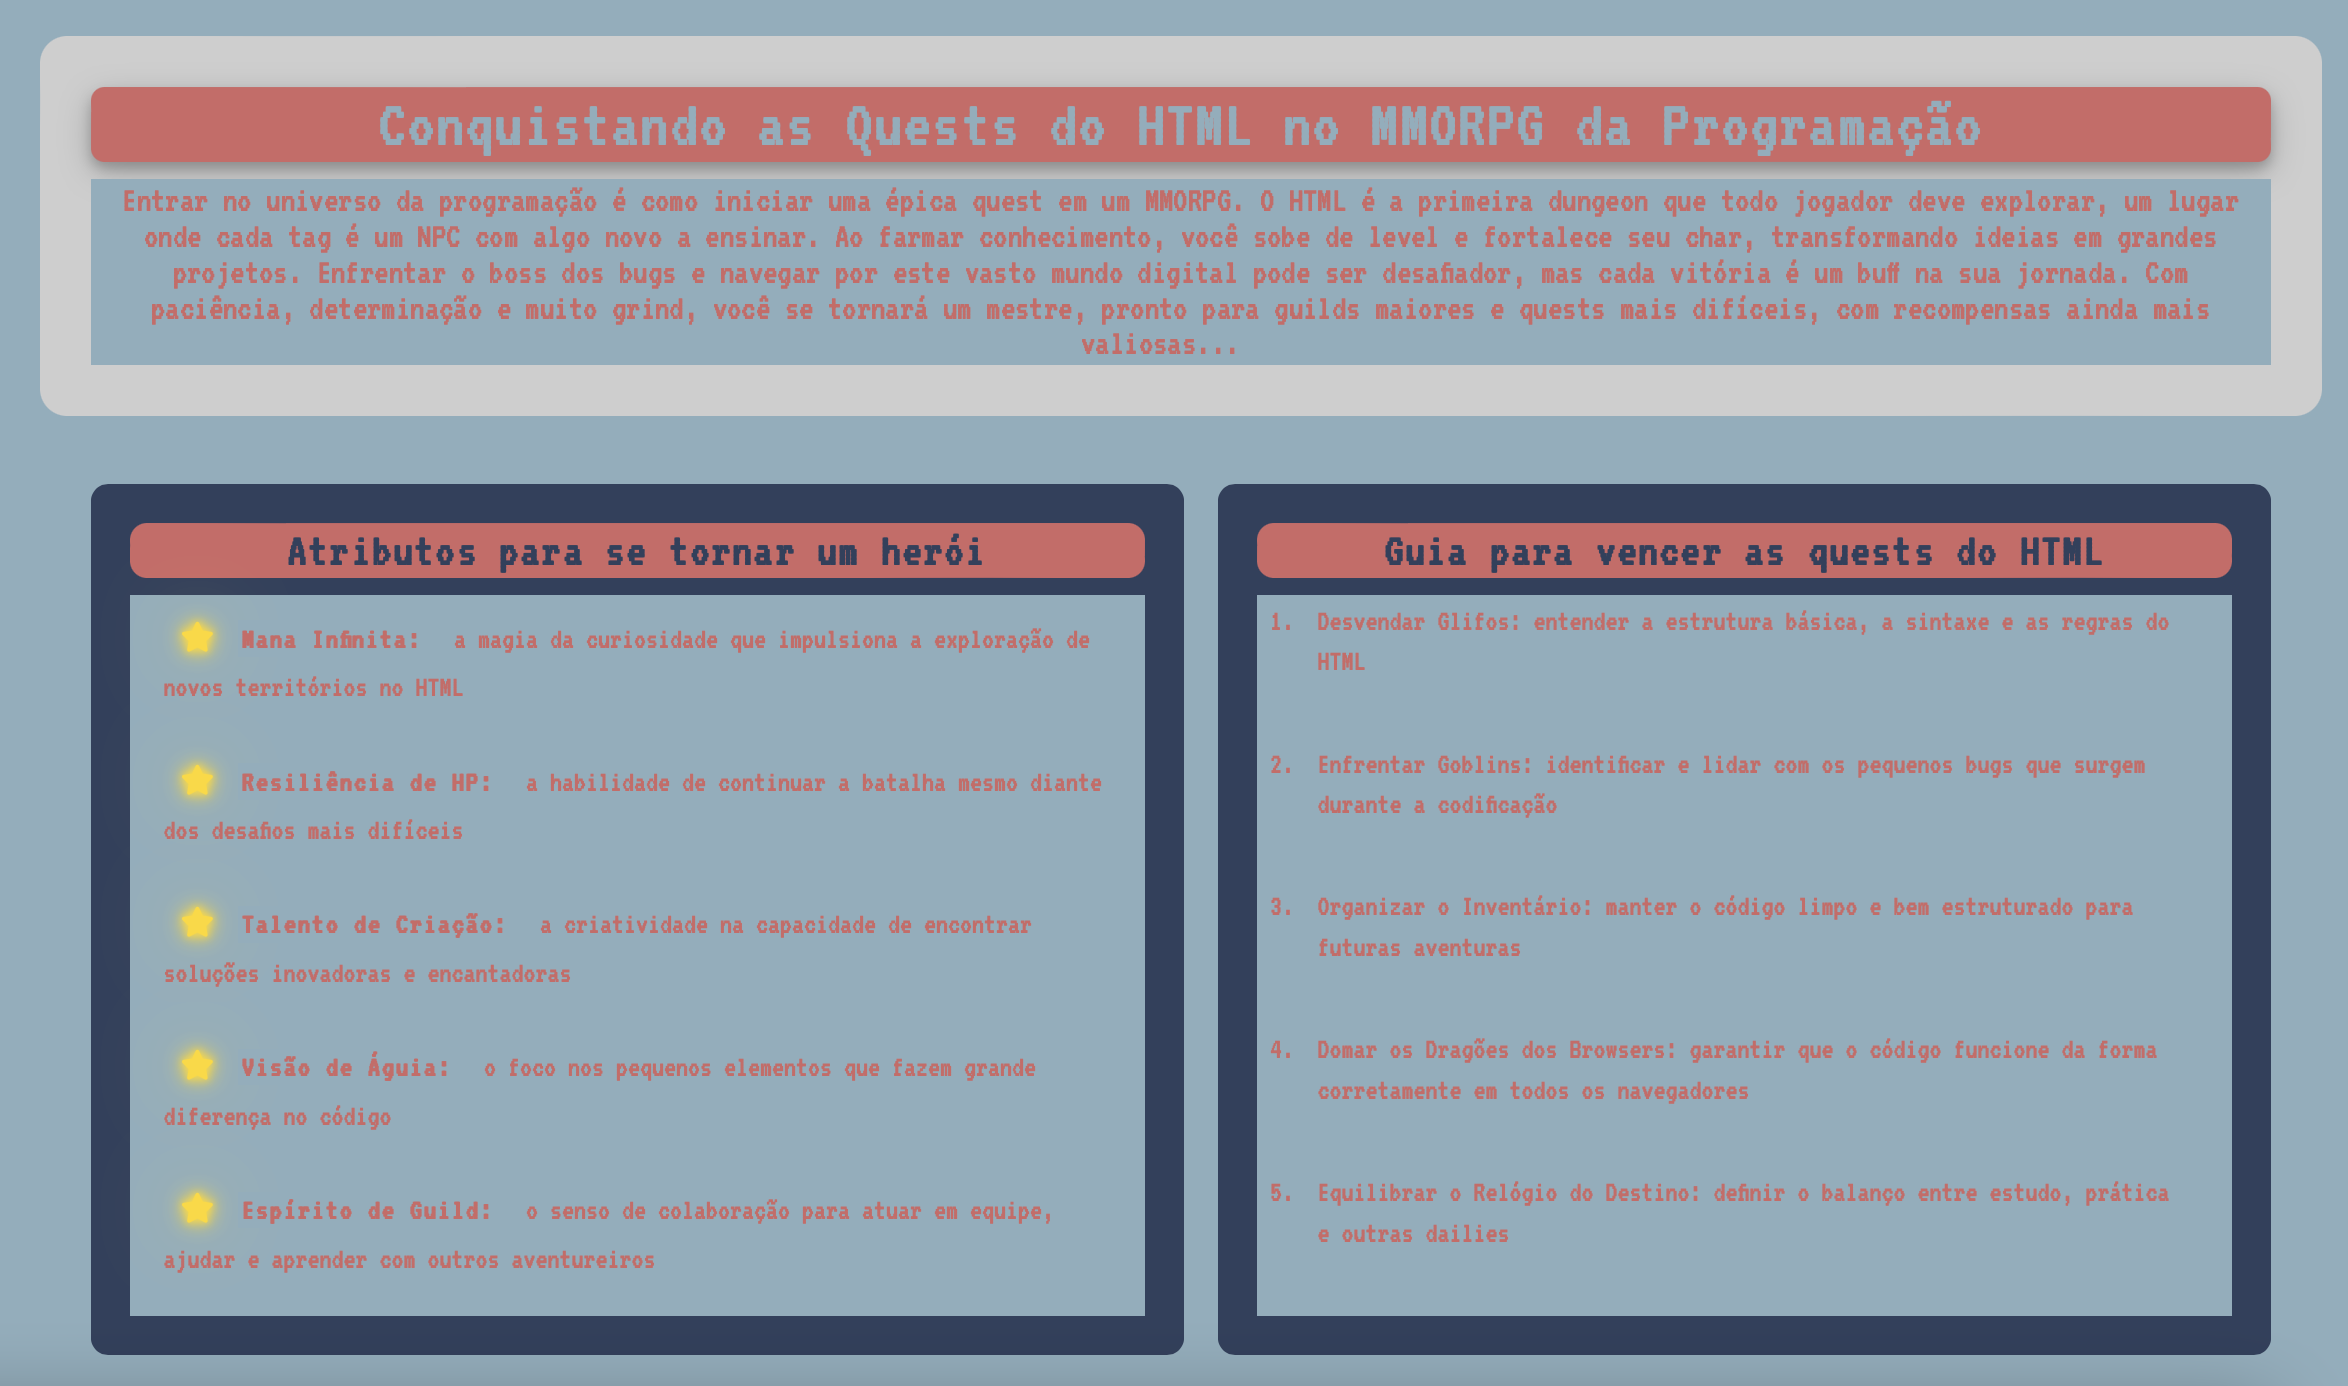 Conquistando as Quests do HTML no MMORPG da Programação
Entrar no universo da programação é como iniciar uma épica quest em um MMORPG. O HTML é a primeira dungeon que todo jogador deve explorar, um lugar
onde cada tag é um NPC com algo novo a ensinar. Ao farmar conhecimento, você sobe de level e fortalece seu char, transformando ideias em grandes
projetos. Enfrentar o boss dos bugs e navegar por este vasto mundo digital pode ser desafiador, mas cada vitória é um buff na sua jornada. Com
paciência, determinação e muito grind, você se tornará um mestre, pronto para guilds maiores e quests mais difíceis, com recompensas ainda mais
valiosas...
Atributos para se tornar um herói
Mana Infinita: a magia da curiosidade que impulsiona a exploração de
novos territórios no HTML
Resiliência de HP: a habilidade de continuar a batalha mesmo diante
dos desafios mais difíceis
Talento de Criação: a criatividade na capacidade de encontrar
soluções inovadoras e encantadoras
Visão de Águia: o foco nos pequenos elementos que fazem grande
diferença no código
Espírito de Guild: o senso de colaboração para atuar em equipe,
ajudar e aprender com outros aventureiros
Guia para vencer as quests do HTML
1. Desvendar Glifos: entender a estrutura básica, a sintaxe e as regras do
HTML
2. Enfrentar Goblins: identificar e lidar com os pequenos bugs que surgem
durante a codificação
3. Organizar o Inventário: manter o código limpo e bem estruturado para
futuras aventuras
4. Domar os Dragões dos Browsers: garantir que o código funcione da forma
corretamente em todos os navegadores
5. Equilibrar o Relógio do Destino: definir o balanço entre estudo, prática
e outras dailies